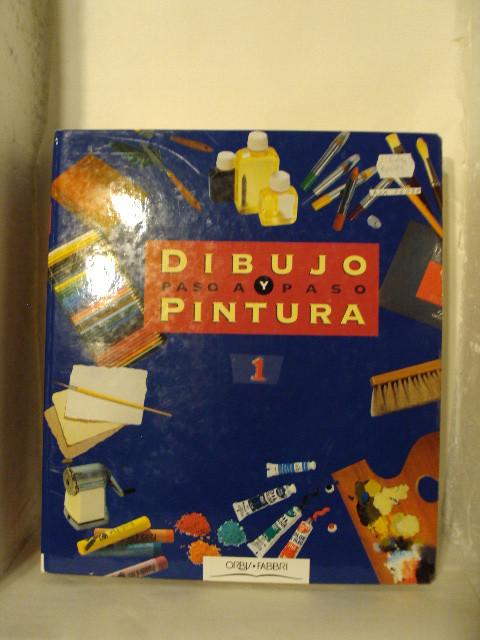 DIBUJO
PASO A Y PASO
PINTURA
1
ORBIS•FABBRI